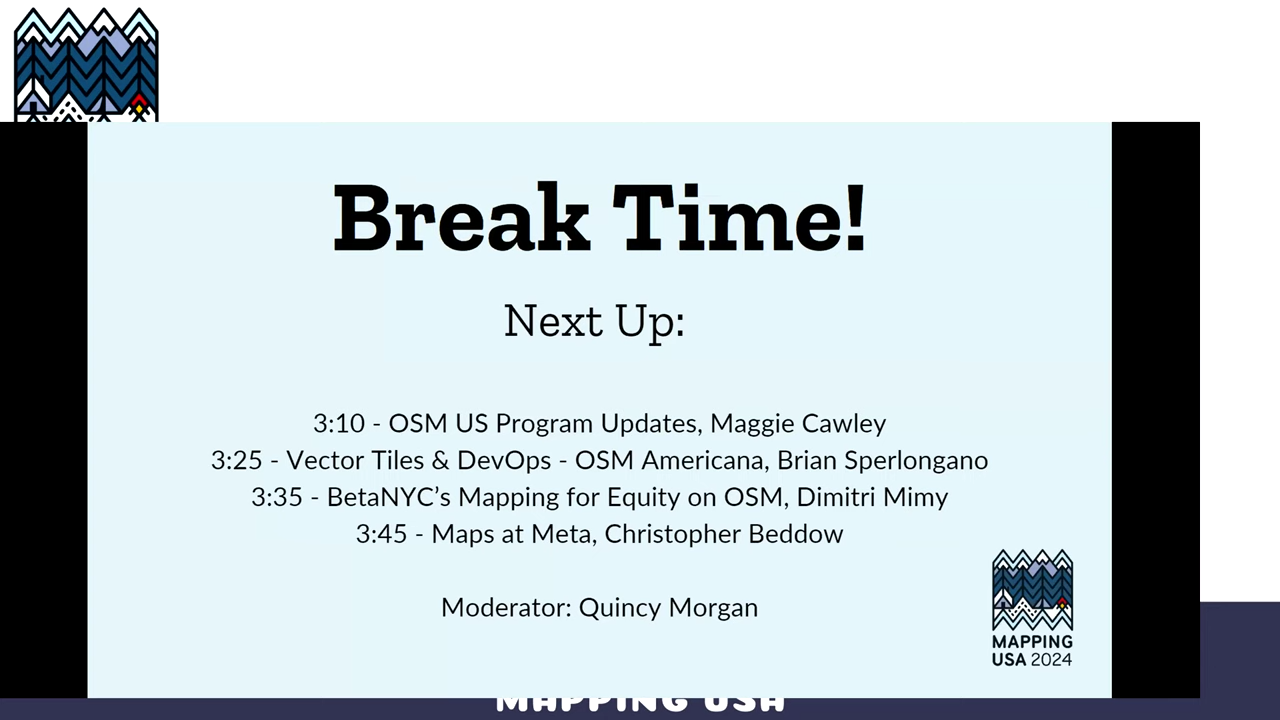 Break Time!
Next Up:
3:10 - OSM US Program Updates, Maggie Cawley
3:25 - Vector Tiles & DevOps - OSM Americana, Brian Sperlongano
3:35 - BetaNYC’s Mapping for Equity on OSM, Dimitri Mimy
3:45 - Maps at Meta, Christopher Beddow
Moderator: Quincy Morgan
MAPPING
USA 2024
MAPPING USA